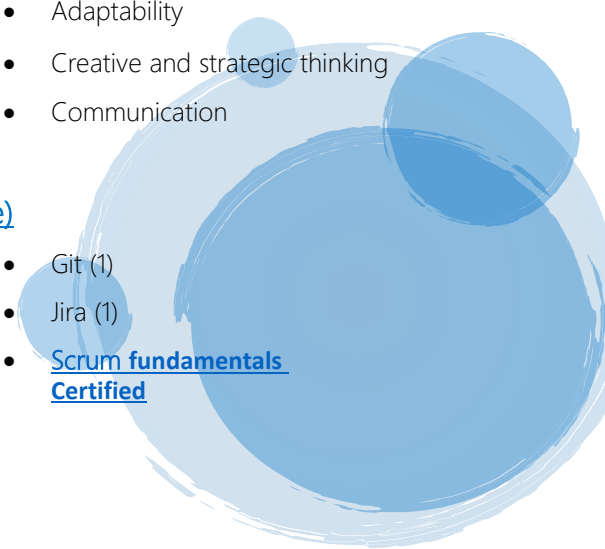 • Adaptability
• Creative and strategic thinking
• Communication
e)
• Git (1)
• Jira (1)
• Scrum fundamentals
Certified